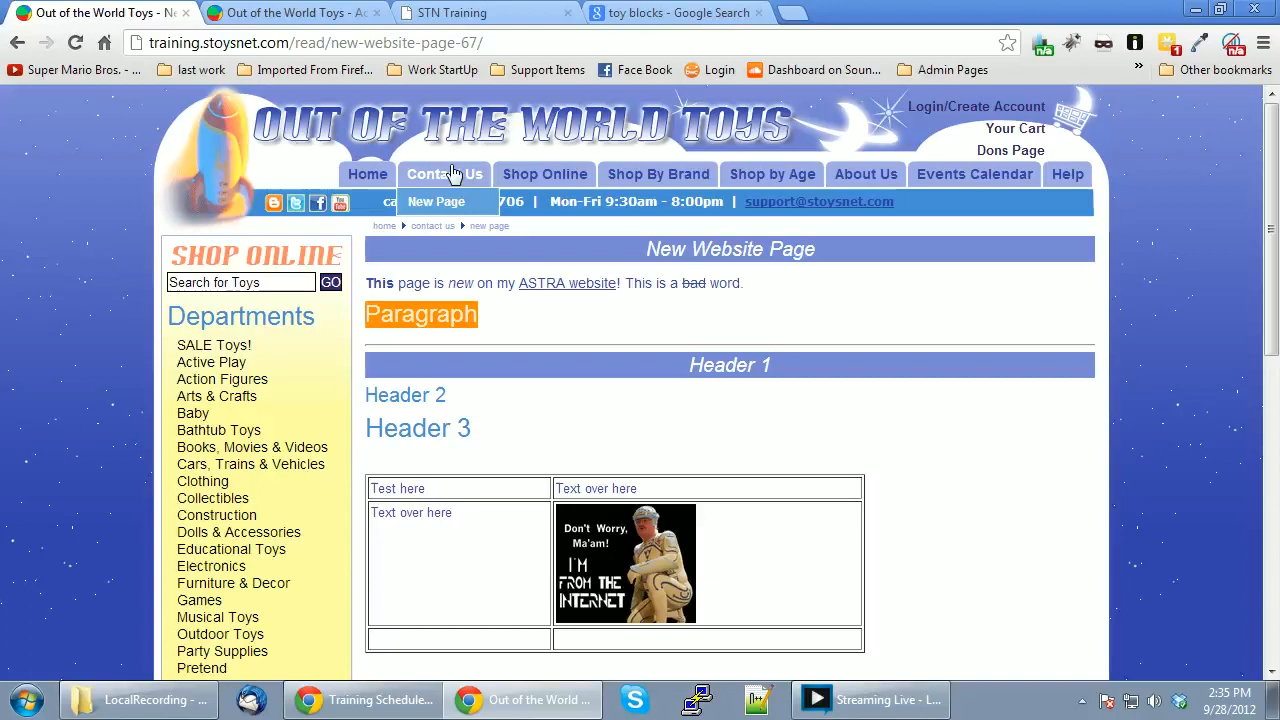 Out of the World Toys - Ne
Out of the World Toys - Ac
STN Training
toy blocks - Google Search
training.stoysnet.com/read/new-website-page-67/
n/a
1
n/a
Super Mario Bros. - ...
last work
Imported From Firef...
Work StartUp
Support Items
Face Book
Login
Dashboard on Soun...
Admin Pages
»
Other bookmarks
OUT OF THE WORLD TOYS
Login/Create Account
Your Cart
Dons Page
Home
Contact Us
Shop Online
Shop By Brand
Shop by Age
About Us
Events Calendar
Help
New Page
ca
706 | Mon-Fri 9:30am - 8:00pm | support@stoysnet.com
home contact us new page
SHOP ONLINE
Search for Toys GO
Departments
SALE Toys!
Active Play
Action Figures
Arts & Crafts
Baby
Bathtub Toys
Books, Movies & Videos
Cars, Trains & Vehicles
Clothing
Collectibles
Construction
Dolls & Accessories
Educational Toys
Electronics
Furniture & Decor
Games
Musical Toys
Outdoor Toys
Party Supplies
Pretend
New Website Page
This page is new on my ASTRA website! This is a bad word.
Paragraph
Header 1
Header 2
Header 3
Test here
Text over here
Text over here
Don't Worry,
Ma'am!
I'M
FROM THE
INTERNET
LocalRecording - ...
Training Schedule...
Out of the World ...
Streaming Live - L...
2:35 PM
9/28/2012